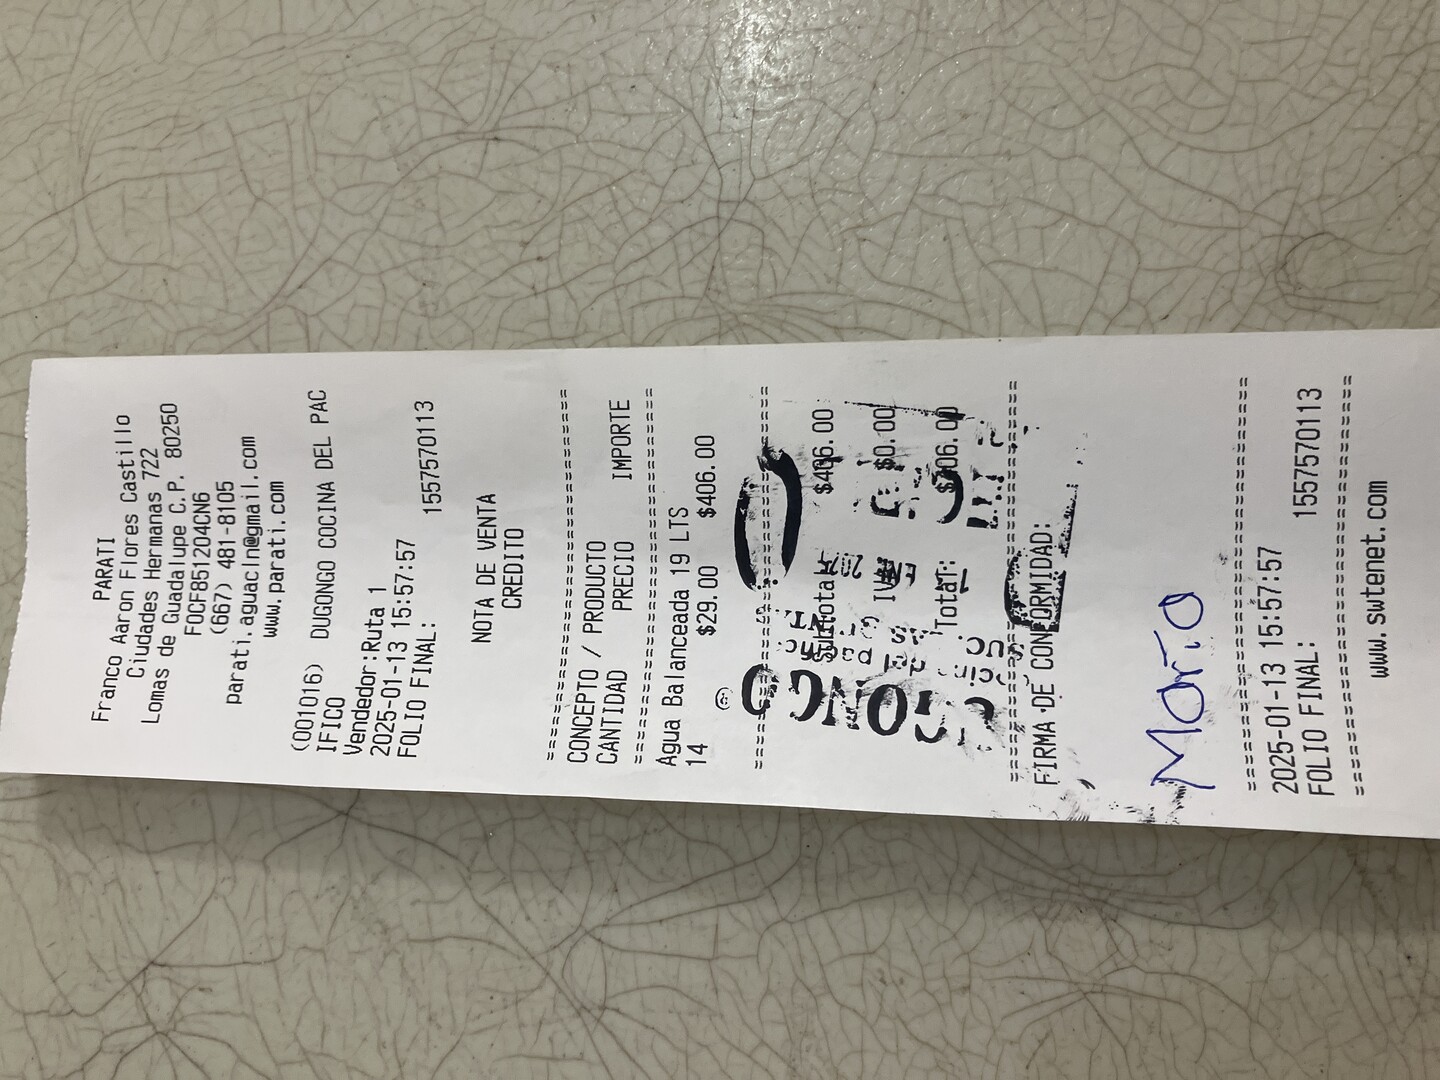 PARATI
Franco Aaron Flores Castillo
Ciudades Hermanas 722
Lomas de Guadalupe C.P. 80250
FOCF851204CN6
(667) 481-8105
parati.aguacln@gmail.com
www.parati.com
(001016) DUGONGO COCINA DEL PAC
IFICO
Vendedor:Ruta 1
2025-01-13 15:57:57
FOLIO FINAL: 1557570113
NOTA DE VENTA
CREDITO
==============================
CONCEPTO / PRODUCTO
CANTIDAD PRECIO IMPORTE
==============================
Agua Balanceada 19 LTS
14 $29.00 $406.00
==============================
Subtotal: $406.00
IVA: $0.00
Total: $406.00
==============================
FIRMA DE CONFORMIDAD:
Mario
==============================
2025-01-13 15:57:57
FOLIO FINAL: 1557570113
==============================
www.swtenet.com